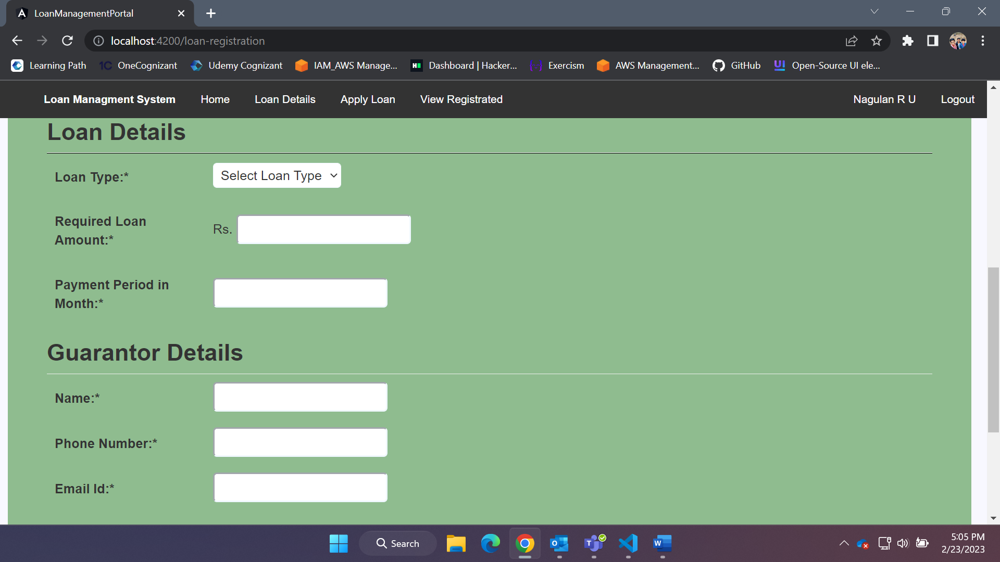 LoanManagementPortal
localhost:4200/loan-registration
Learning Path 1C OneCognizant Udemy Cognizant IAM_AWS Manage... Dashboard | Hacker... Exercism AWS Management... GitHub UI Open-Source UI ele...
Loan Managment System Home Loan Details Apply Loan View Registrated Nagulan R U Logout
Loan Details
Loan Type:* Select Loan Type
Required Loan
Amount:* Rs.
Payment Period in
Month:*
Guarantor Details
Name:*
Phone Number:*
Email Id:*
Search
5:05 PM
2/23/2023